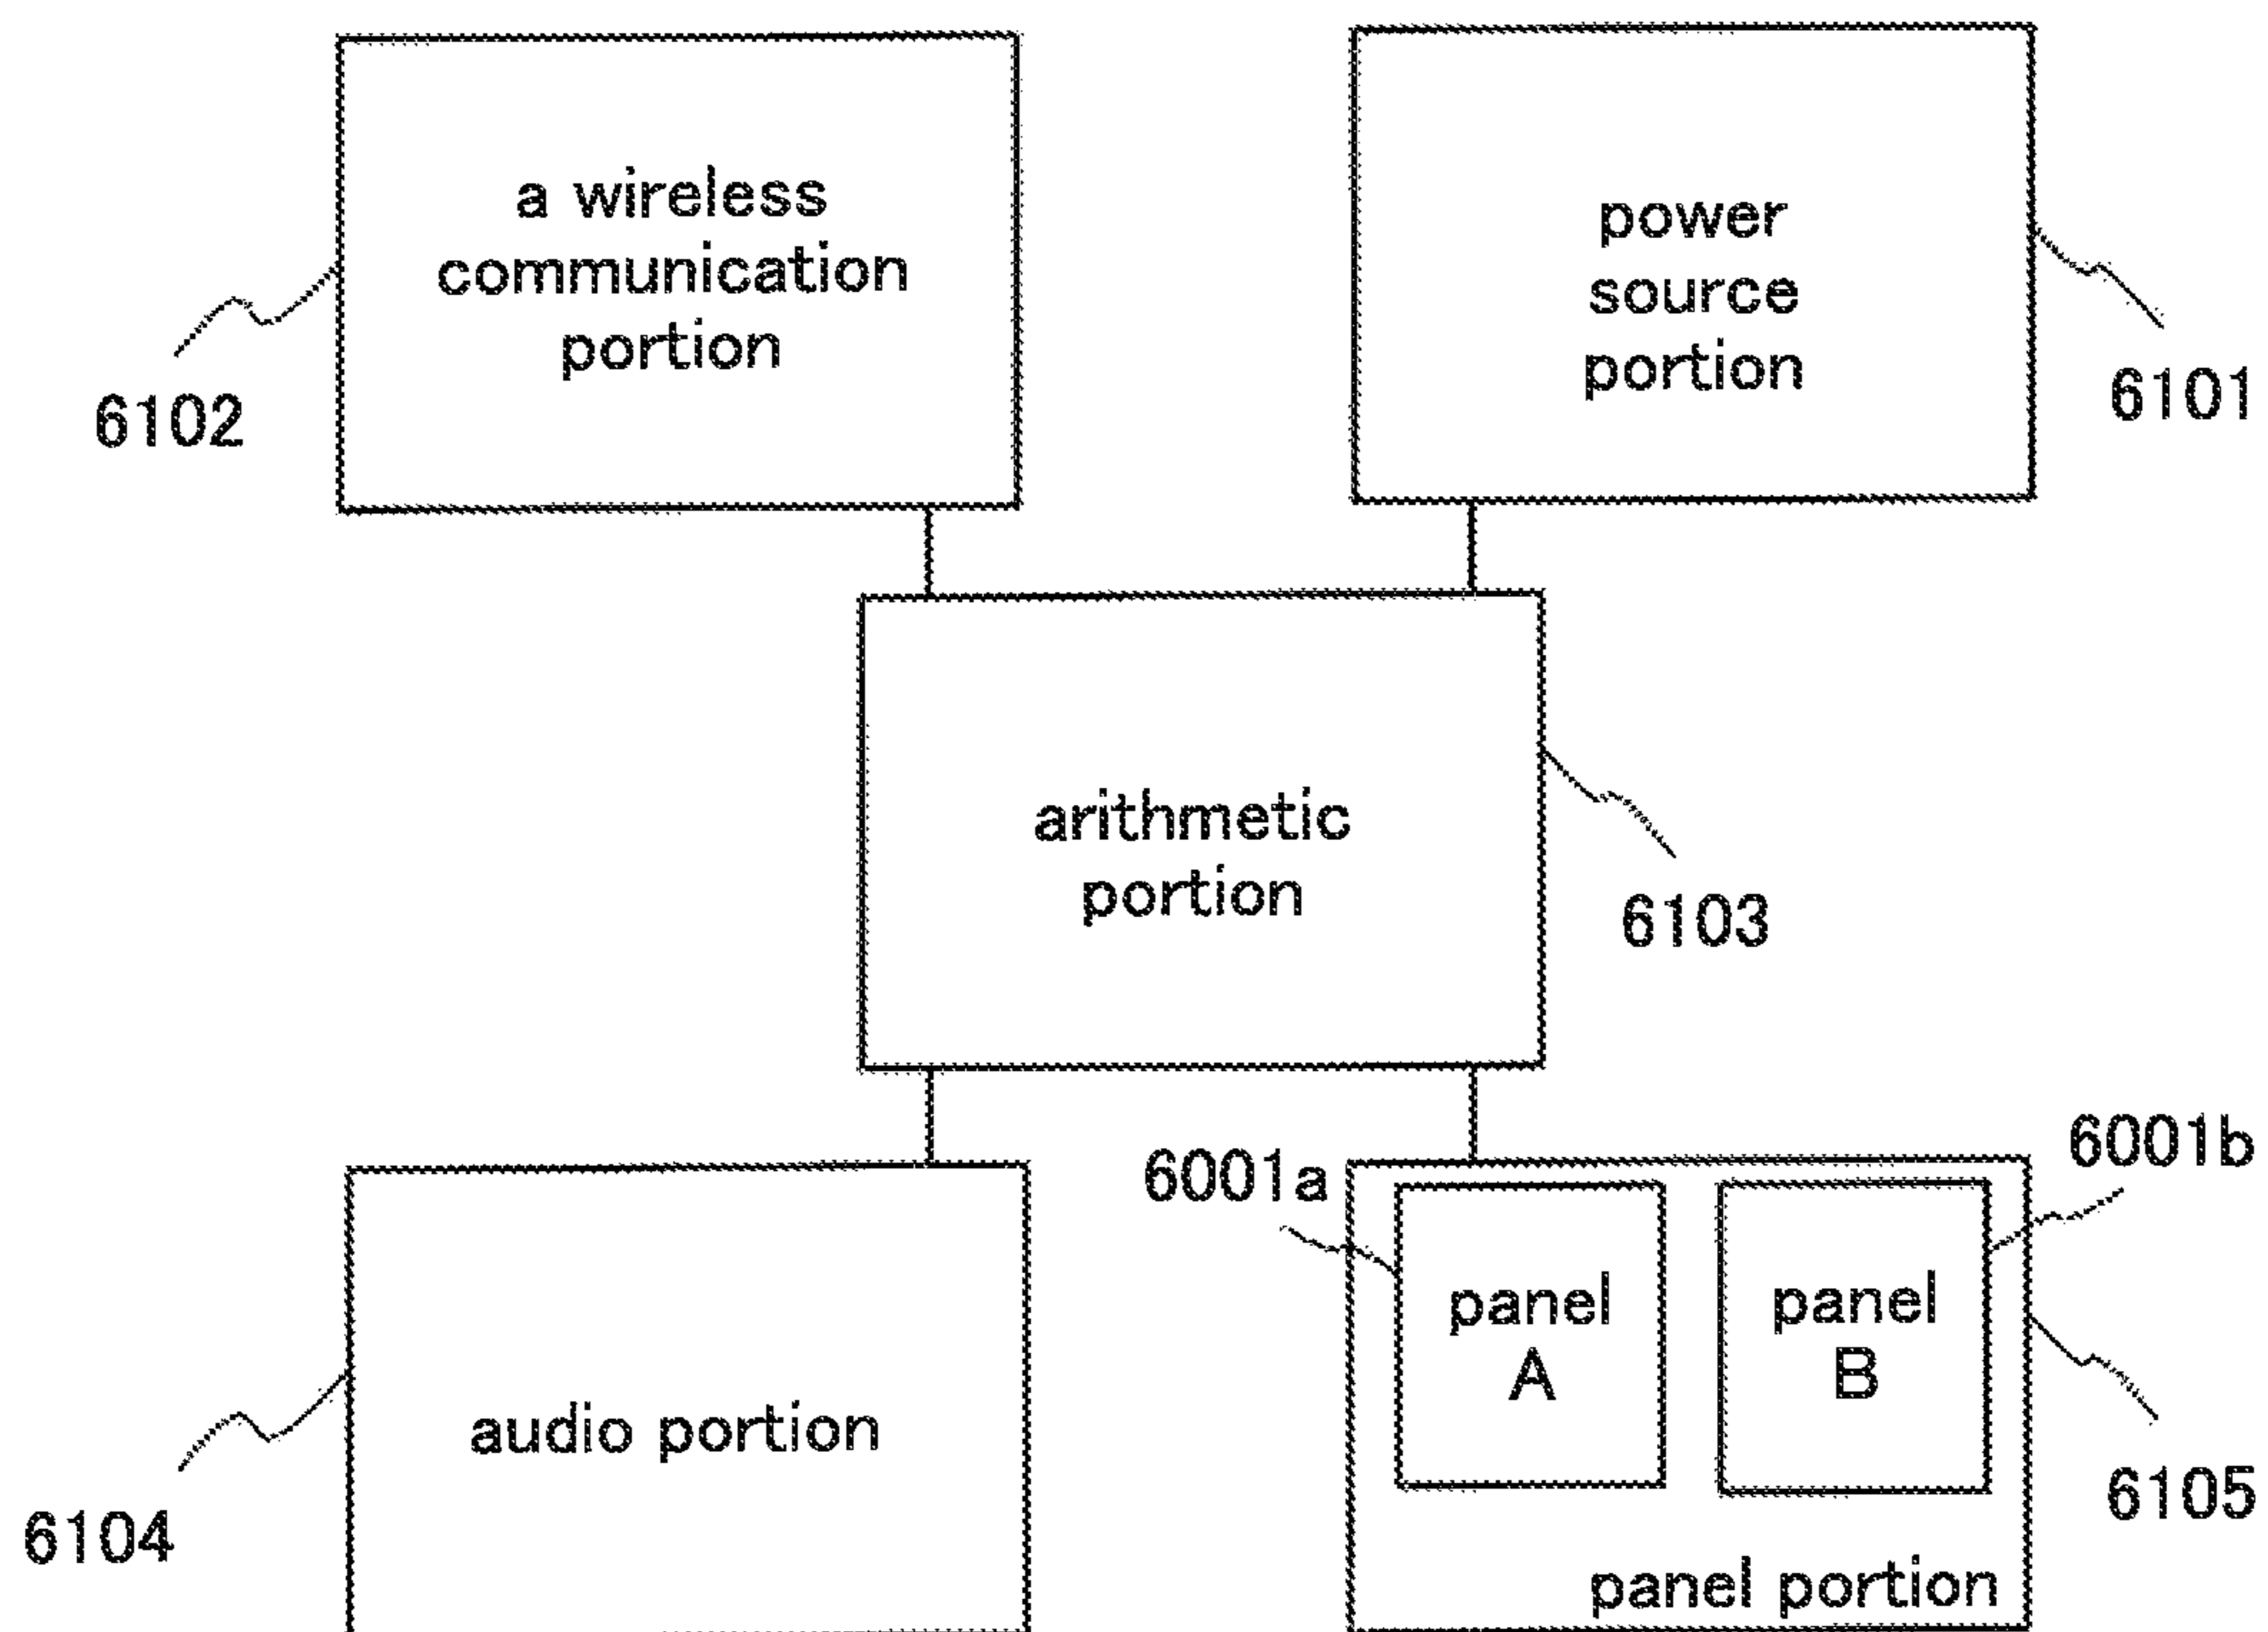 a wireless
communication
portion
6102
power
source
portion
6101
arithmetic
portion
6103
audio portion
6104
6001a
panel
A
6001b
panel
B
6105
panel portion